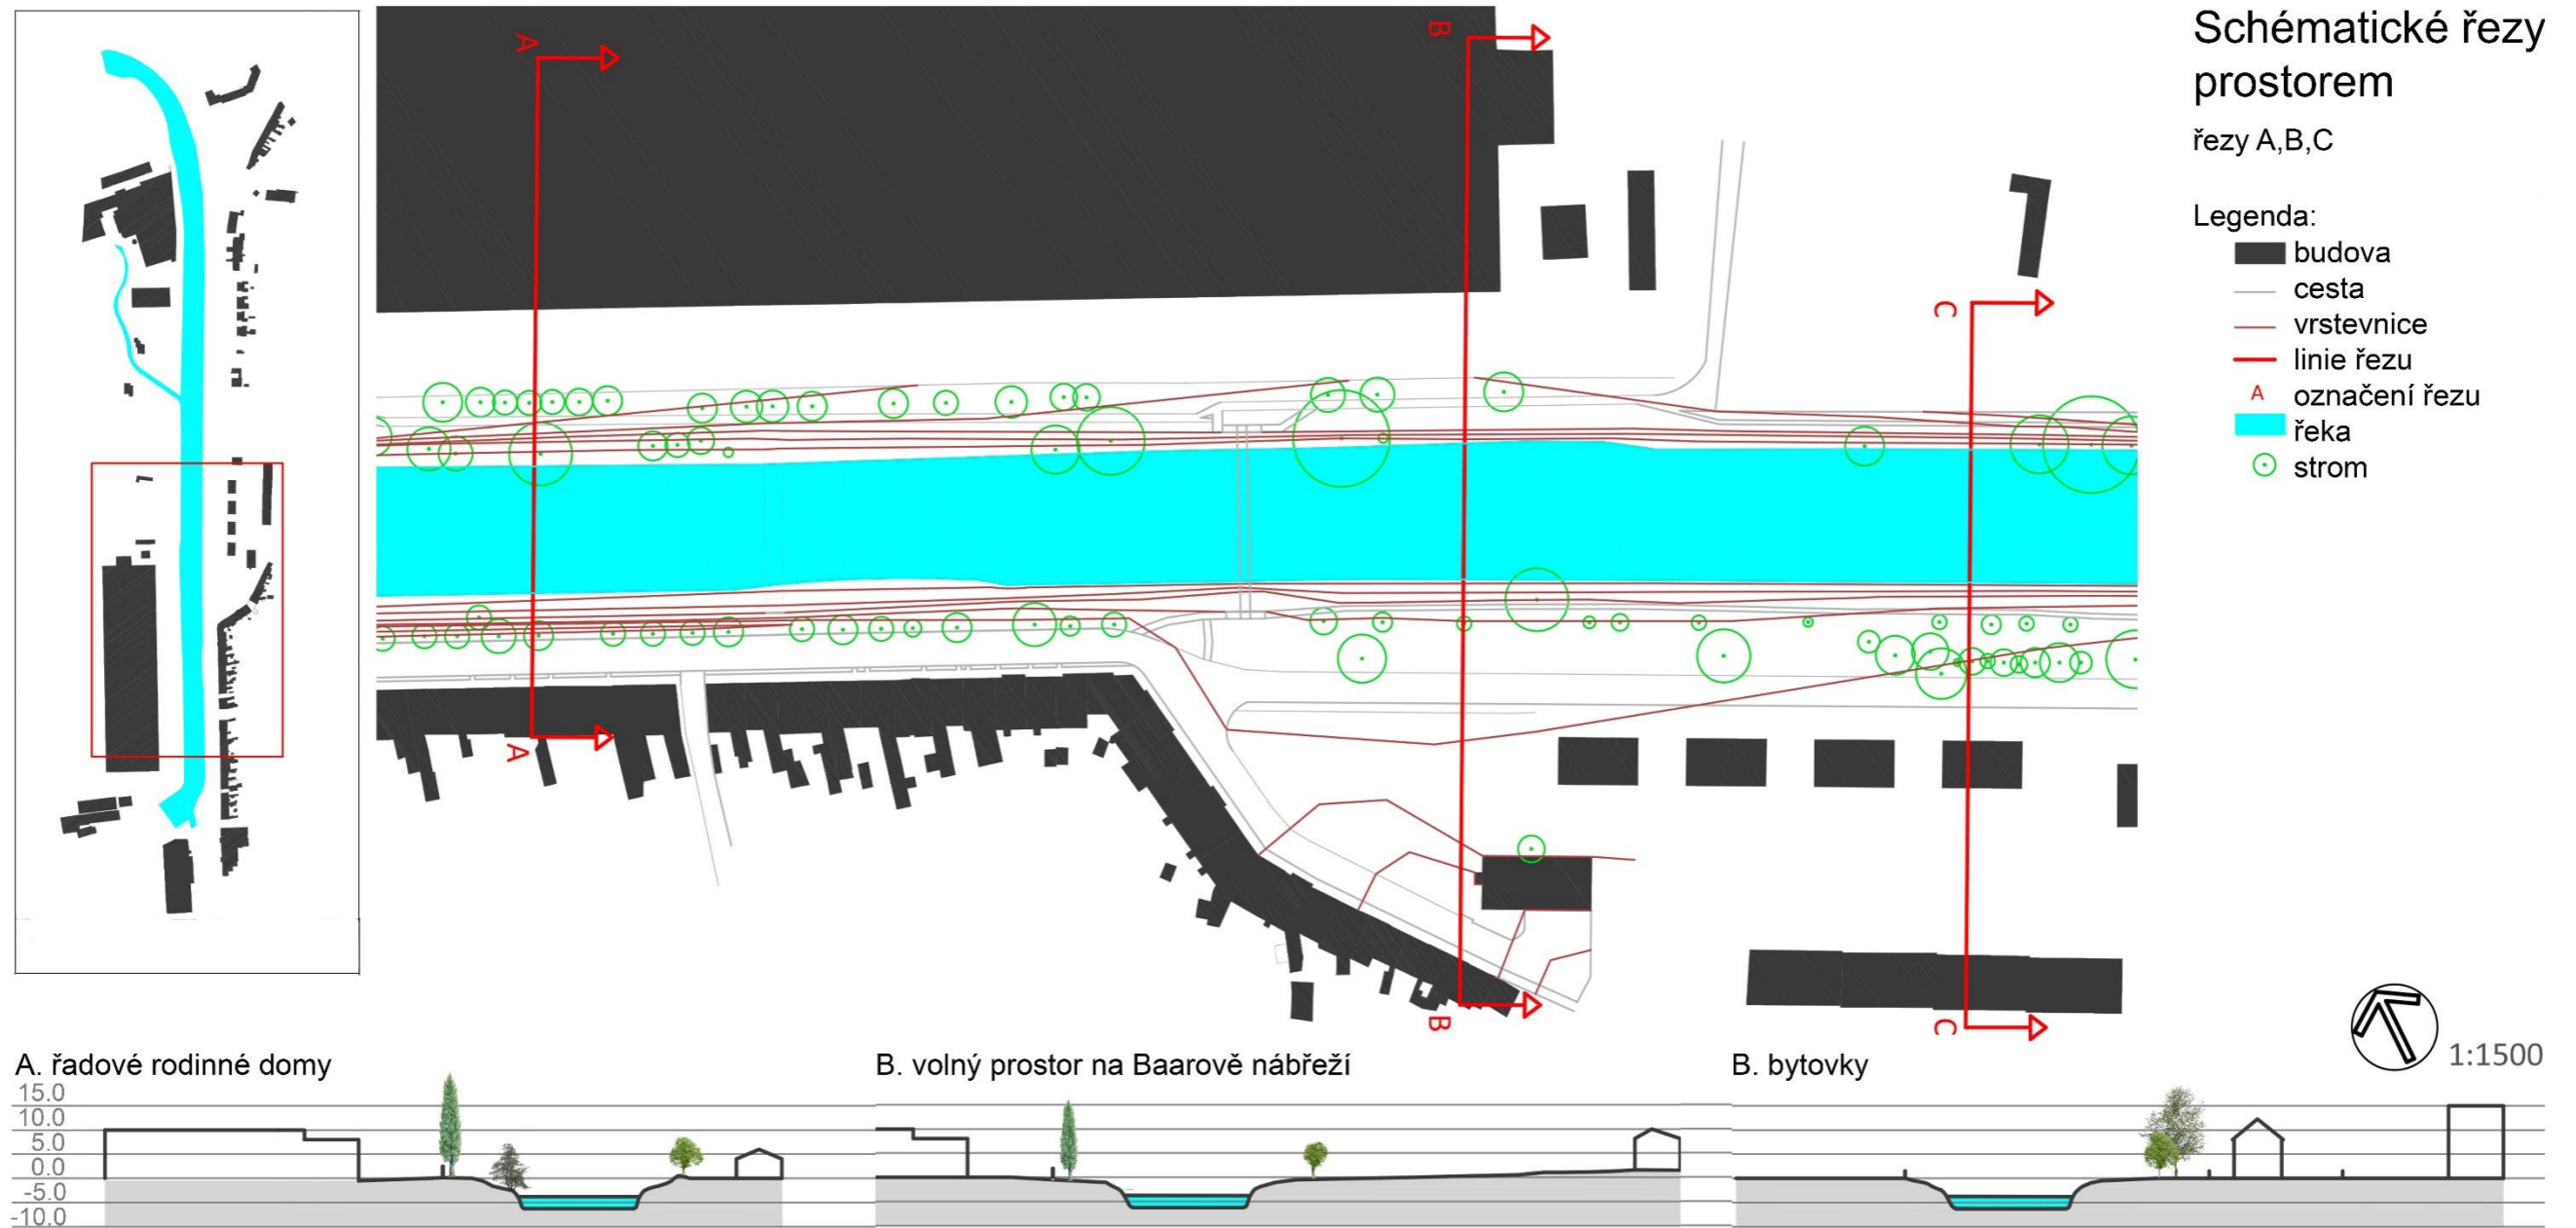 Schématické řezy
prostorem
řezy A,B,C
Legenda:
budova
cesta
vrstevnice
linie řezu
A označení řezu
řeka
strom
A
B
C
A
B
C
1:1500
A. řadové rodinné domy
B. volný prostor na Baarově nábřeží
B. bytovky
15.0
10.0
5.0
0.0
-5.0
-10.0